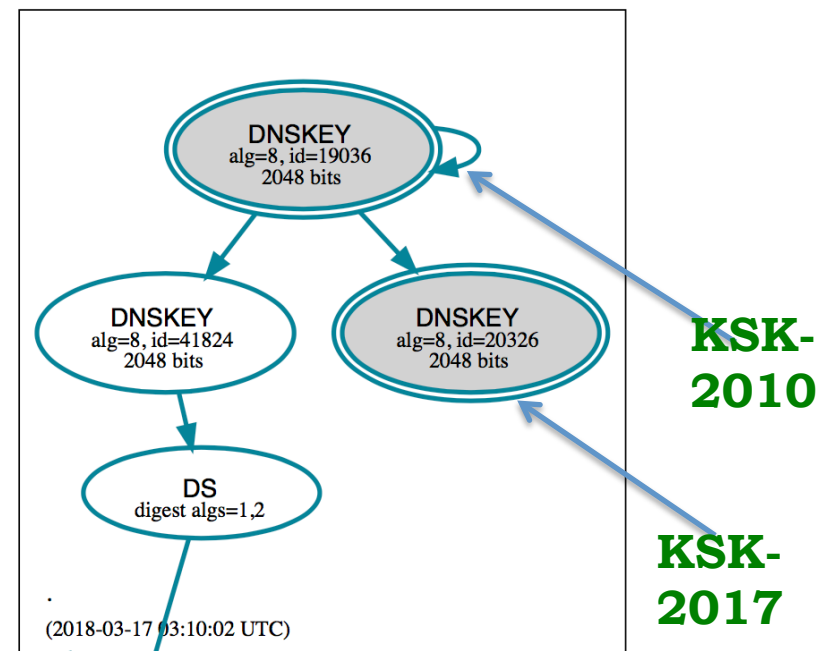 DNSKEY
alg=8, id=19036
2048 bits
DNSKEY
alg=8, id=41824
2048 bits
DNSKEY
alg=8, id=20326
2048 bits
KSK-
2010
DS
digest algs=1,2
KSK-
2017
.
(2018-03-17 03:10:02 UTC)